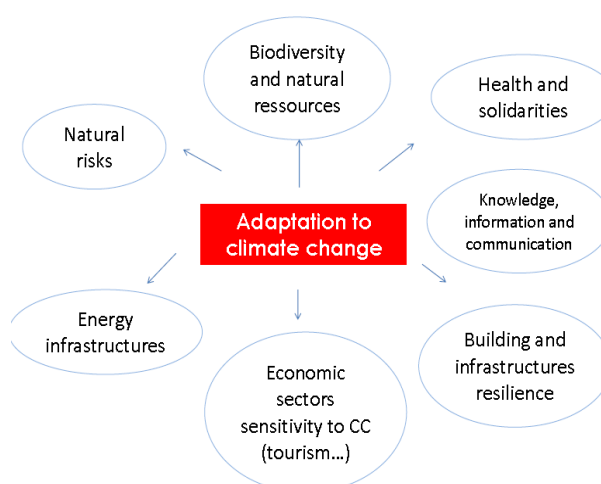 Biodiversity
and natural
ressources
Health and
solidarities
Natural
risks
Knowledge,
information and
communication
Adaptation to
climate change
Energy
infrastructures
Building and
infrastructures
resilience
Economic
sectors
sensitivity to CC
(tourism...)